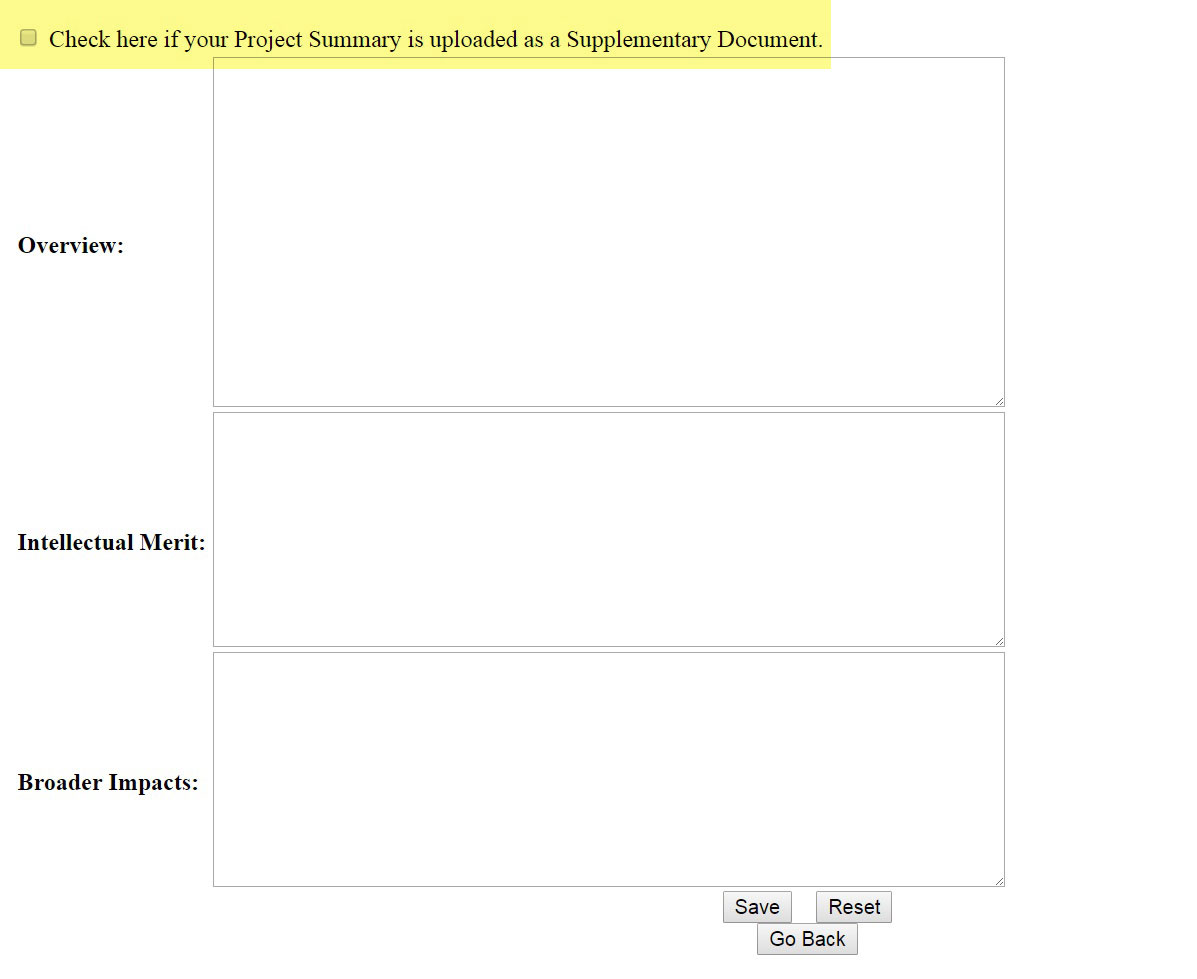 Check here if your Project Summary is uploaded as a Supplementary Document.
Overview:
Intellectual Merit:
Broader Impacts:
Save Reset
Go Back